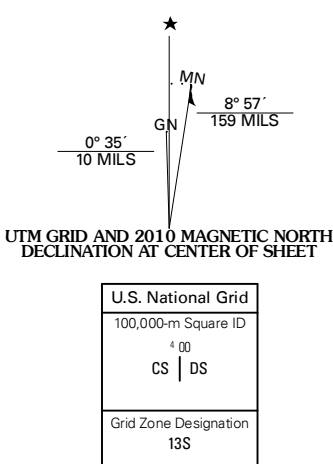 ★
MN
8° 57´
159 MILS
GN
0° 35´
10 MILS
UTM GRID AND 2010 MAGNETIC NORTH
DECLINATION AT CENTER OF SHEET
U.S. National Grid
100,000-m Square ID
4 00
CS | DS
Grid Zone Designation
13S